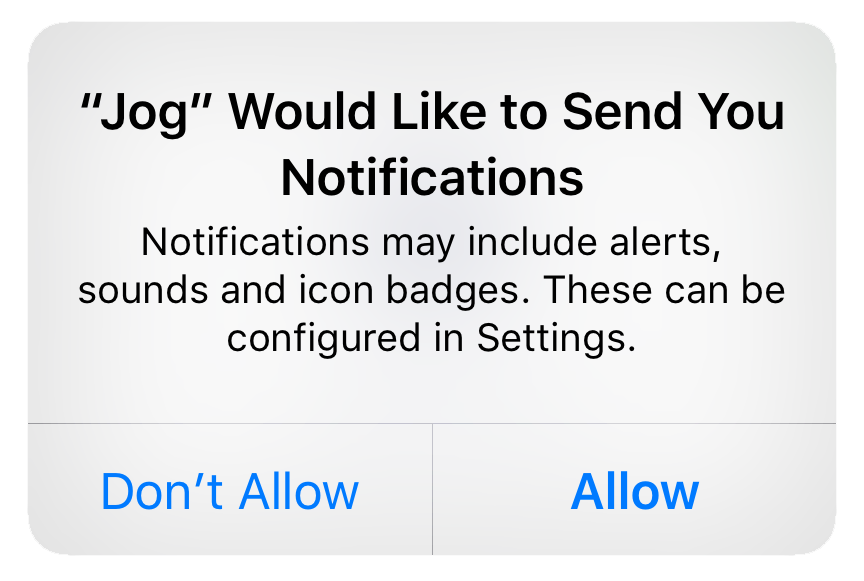 “Jog” Would Like to Send You
Notifications
Notifications may include alerts,
sounds and icon badges. These can be
configured in Settings.
Don’t Allow
Allow